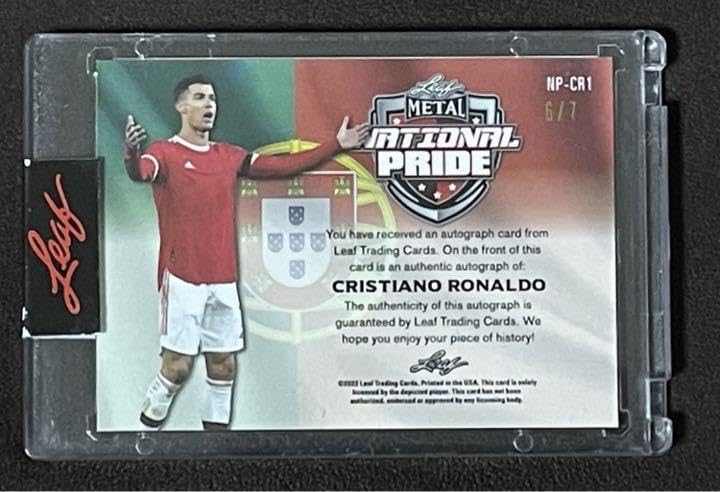 Leaf
METAL
NATIONAL
PRIDE
NP-CR1
6/7
Leaf
You have received an autograph card from
Leaf Trading Cards. On the front of this
card is an authentic autograph of:
CRISTIANO RONALDO
The authenticity of this autograph is
guaranteed by Leaf Trading Cards. We
hope you enjoy your piece of history!
Leaf
©2022 Leaf Trading Cards. Printed in the USA. This card is solely
licensed by the depicted player. This card has not been
authorized, endorsed or approved by any licensing body.